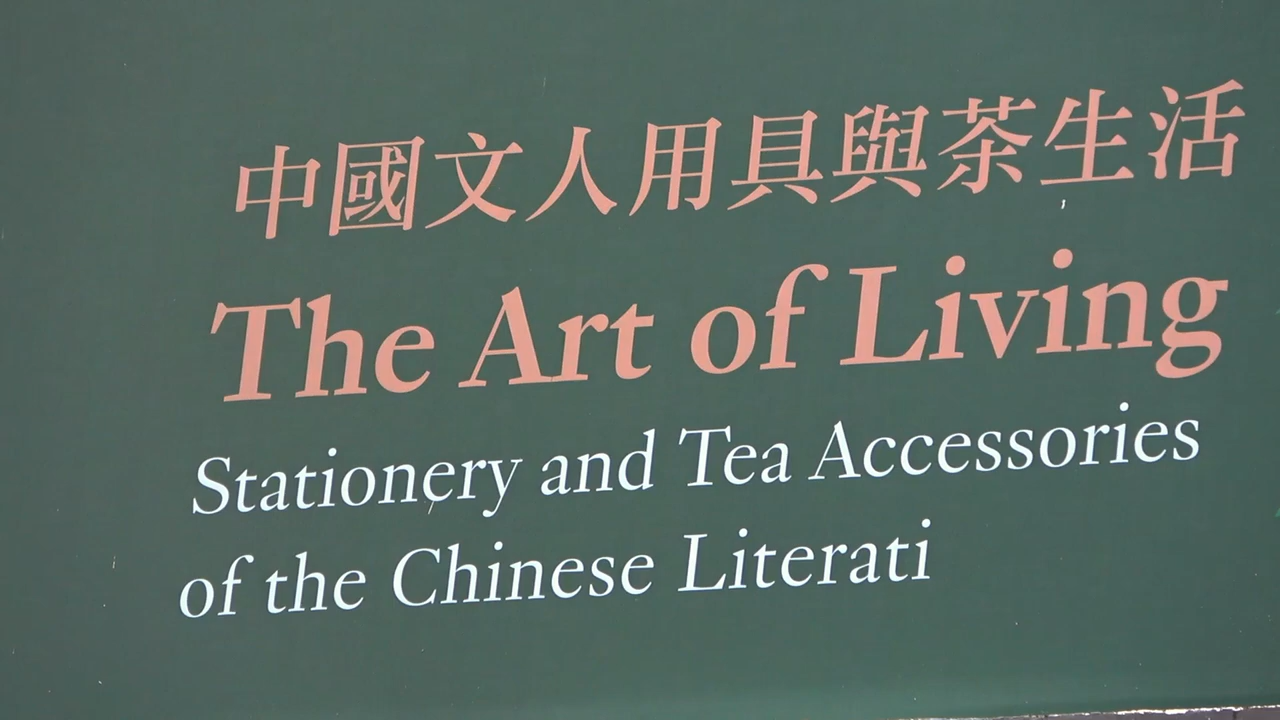 中國文人用具與茶生活
The Art of Living
Stationery and Tea Accessories
of the Chinese Literati